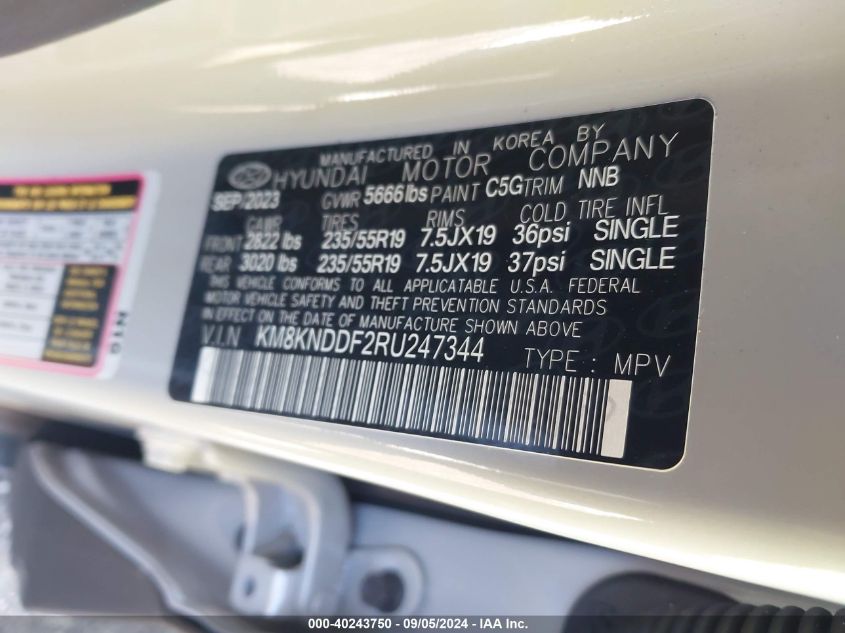 MANUFACTURED IN KOREA BY
HYUNDAI MOTOR COMPANY
SEP 2023 GVWR 5666 lbs PAINT C5G TRIM NNB
GAWR TIRES RIMS COLD TIRE INFL
FRONT 2822 lbs 235/55R19 7.5JX19 36psi SINGLE
REAR 3020 lbs 235/55R19 7.5JX19 37psi SINGLE
THIS VEHICLE CONFORMS TO ALL APPLICATABLE U.S.A. FEDERAL
MOTOR VEHICLE SAFETY AND THEFT PREVENTION STANDARDS
IN EFFECT ON THE DATE OF MANUFACTURE SHOWN ABOVE
V.I.N KM8KNDDF2RU247344 TYPE : MPV
000-40243750 - 09/05/2024 - IAA Inc.